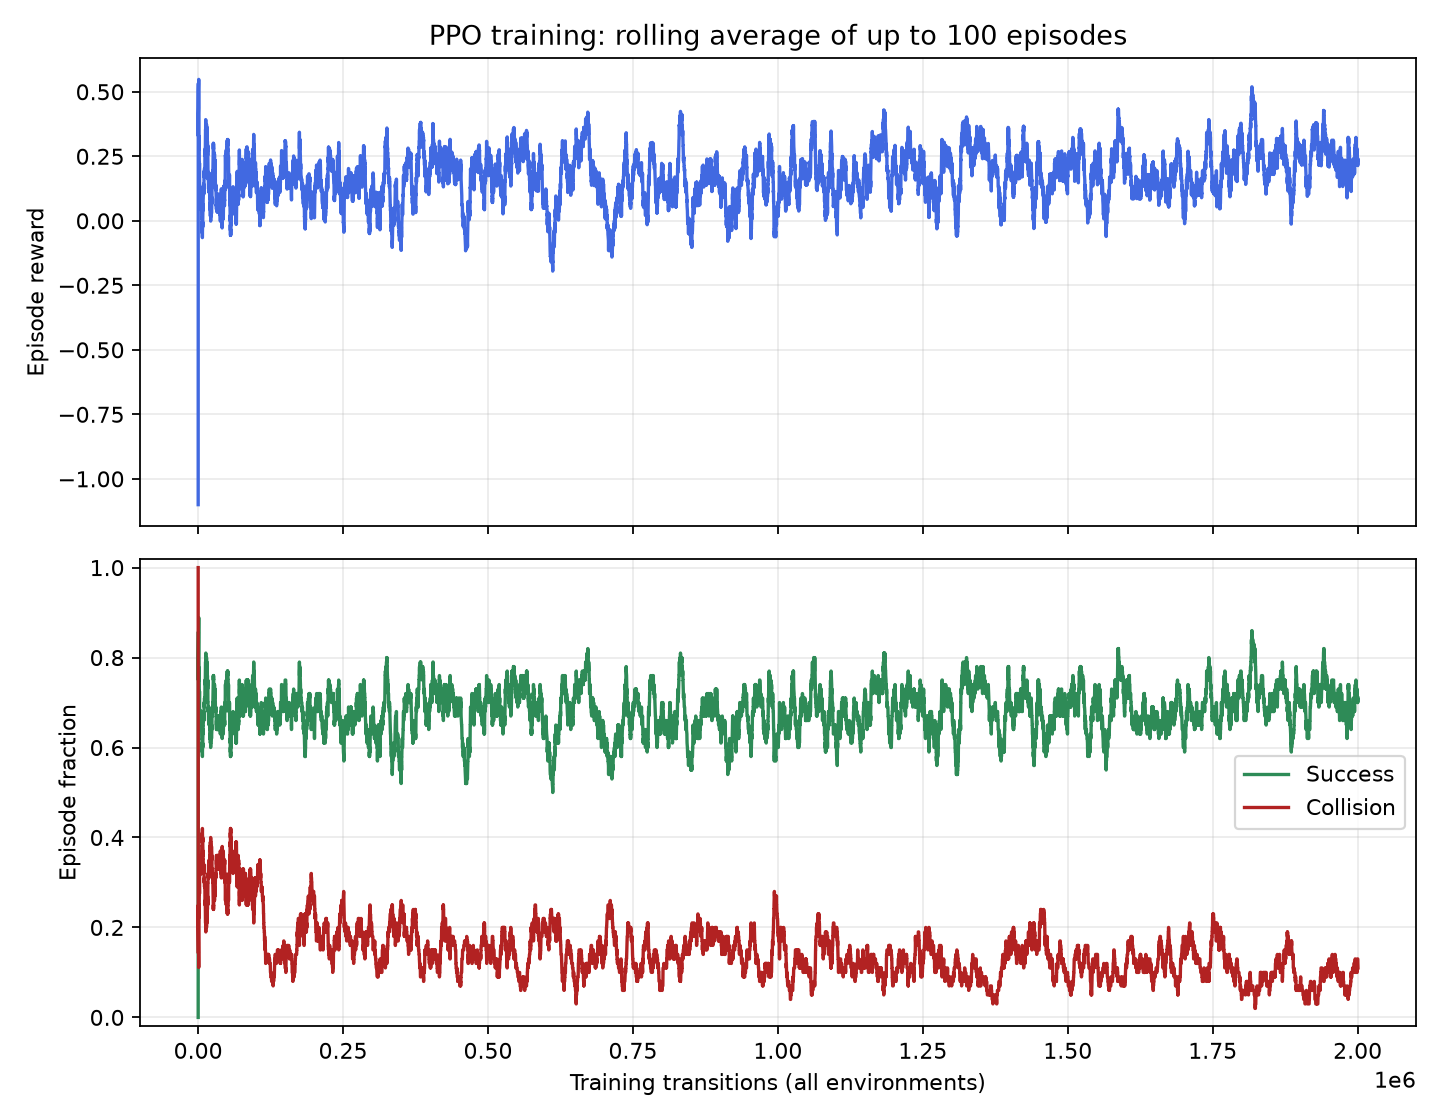 PPO training: rolling average of up to 100 episodes
0.50
0.25
0.00
−0.25
−0.50
−0.75
−1.00
Episode reward
1.0
0.8
0.6
0.4
0.2
0.0
Episode fraction
Success
Collision
0.00 0.25 0.50 0.75 1.00 1.25 1.50 1.75 2.00
1e6
Training transitions (all environments)